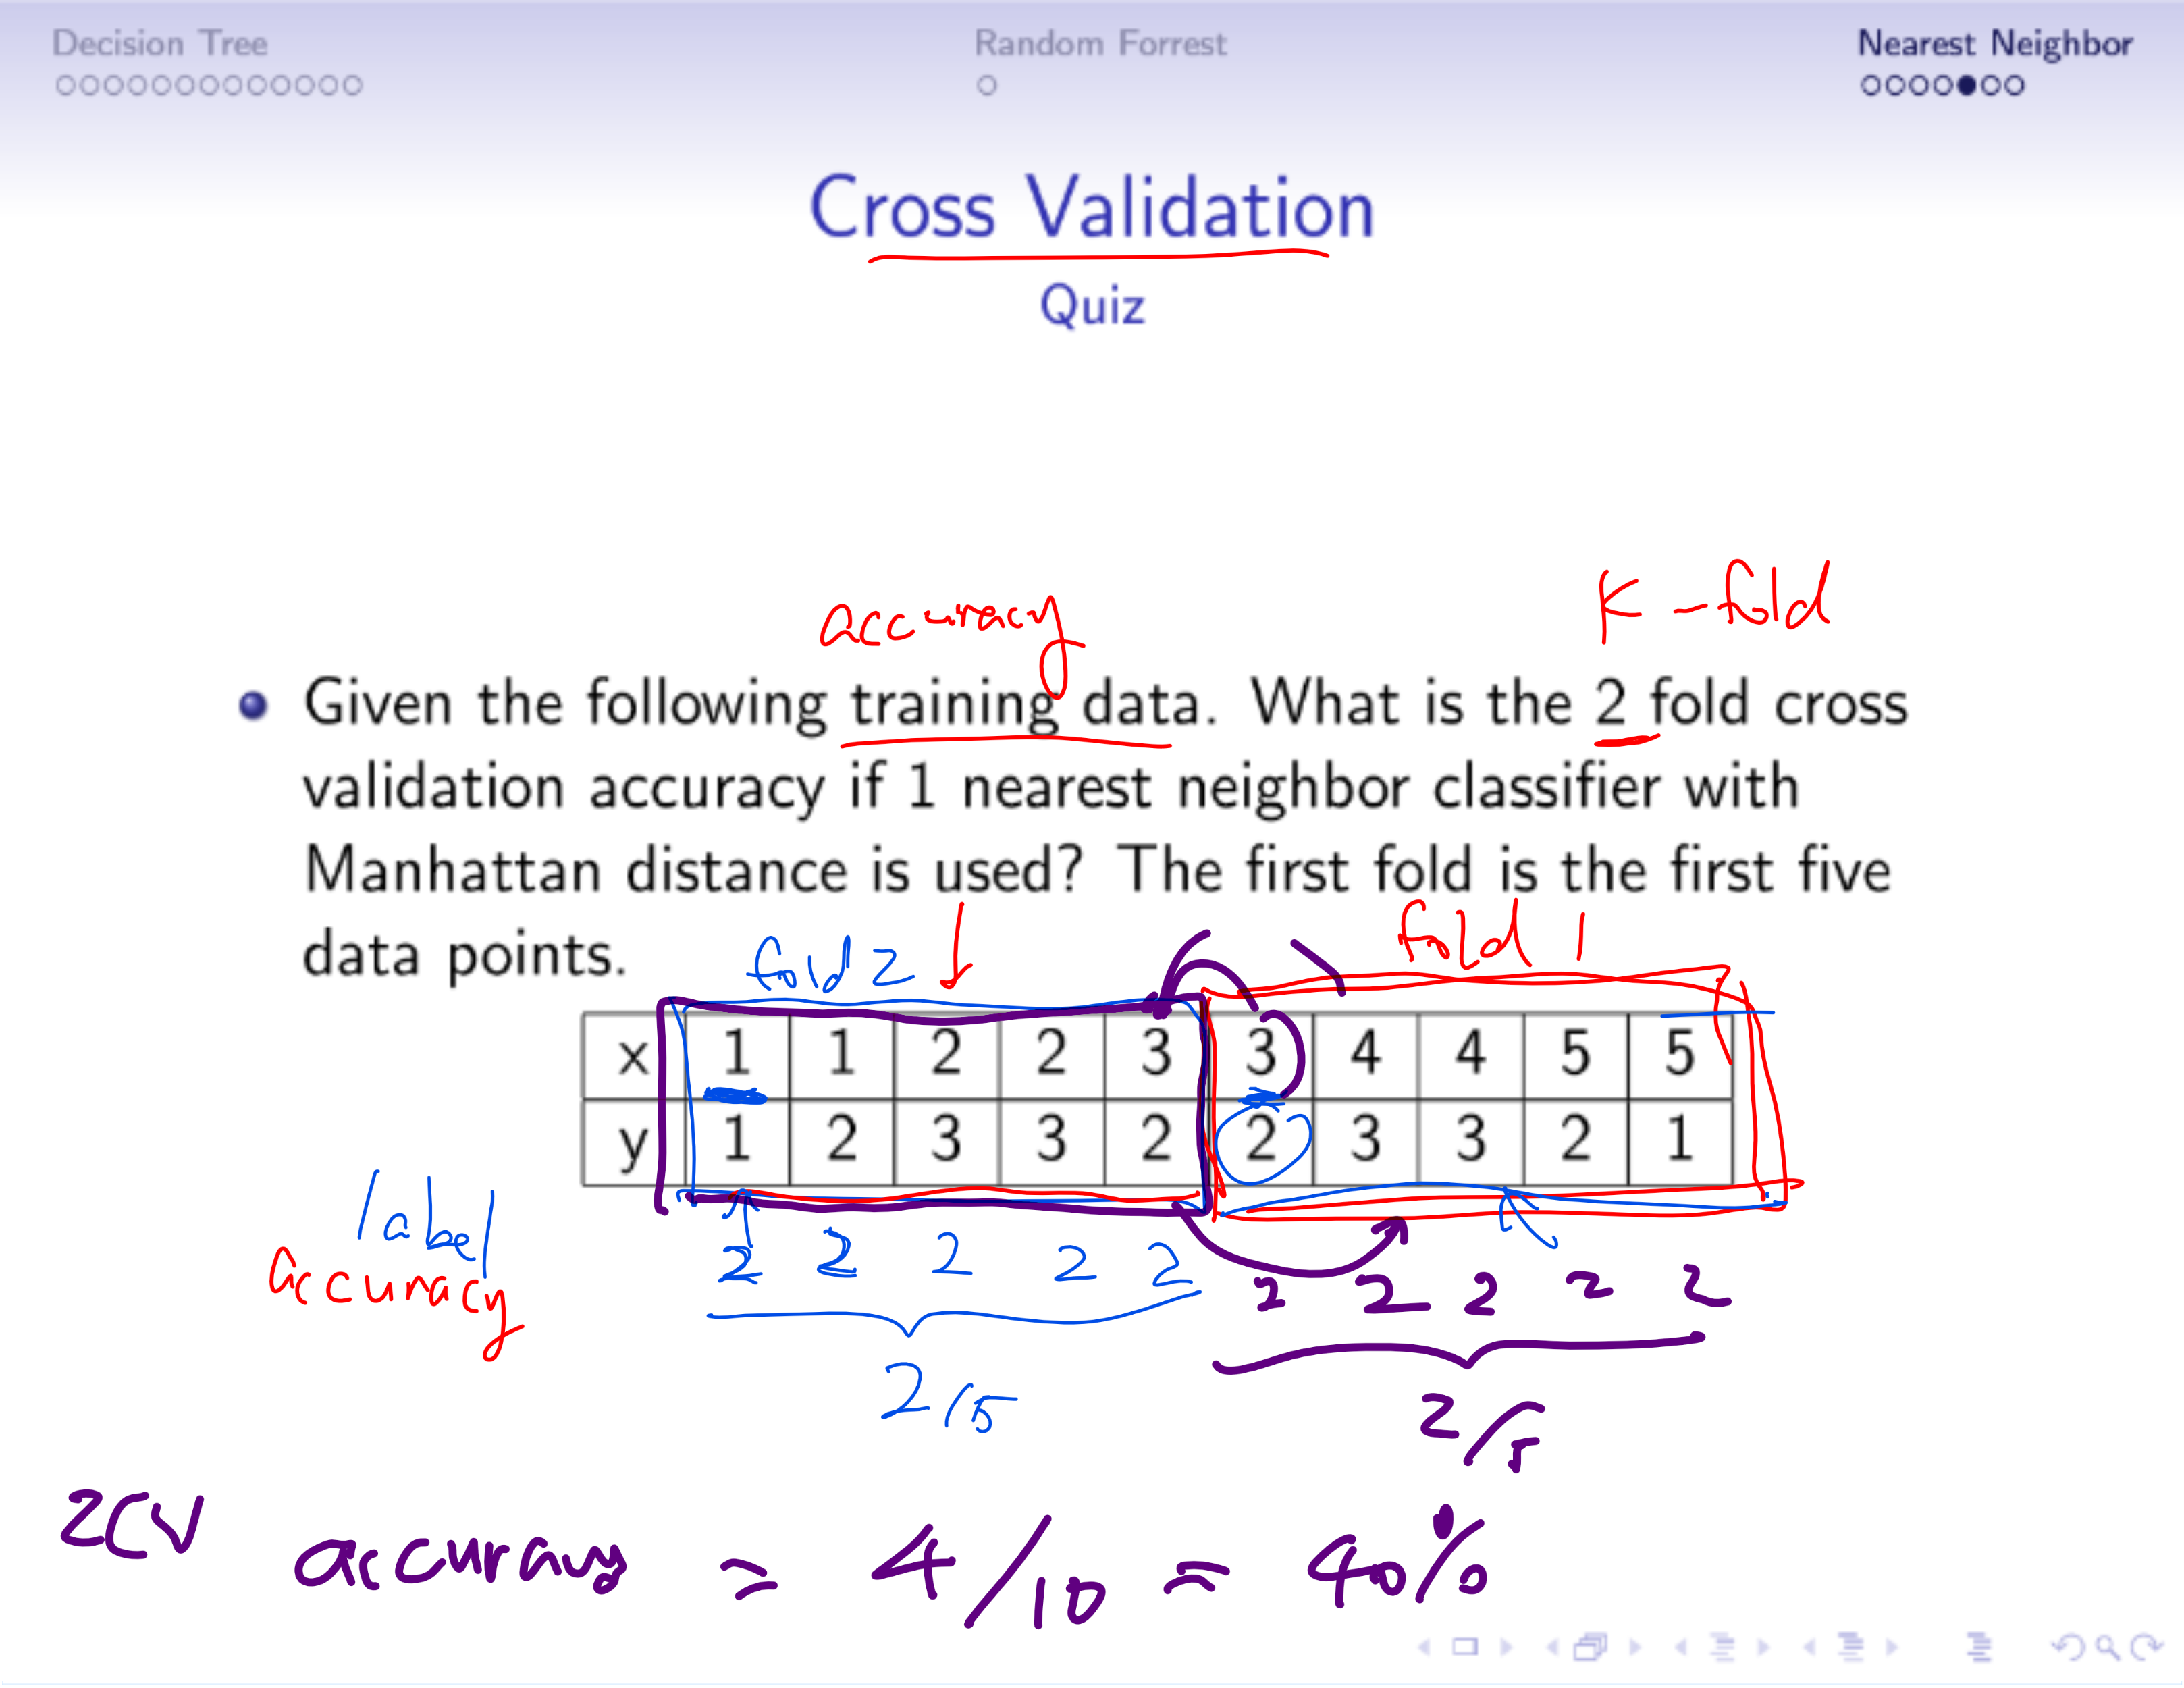 Decision Tree Random Forrest Nearest Neighbor
Cross Validation
Quiz
accuracy K-fold
Given the following training data. What is the 2 fold cross
validation accuracy if 1 nearest neighbor classifier with
Manhattan distance is used? The first fold is the first five
data points.
fold 2 fold 1
x 1 1 2 2 3 3 4 4 5 5
y 1 2 3 3 2 2 3 3 2 1
label
accuracy
2 2 2 2 2 2 2 2 2 2
2/5 2/5
2CV accuracy = 4/10 = 40%